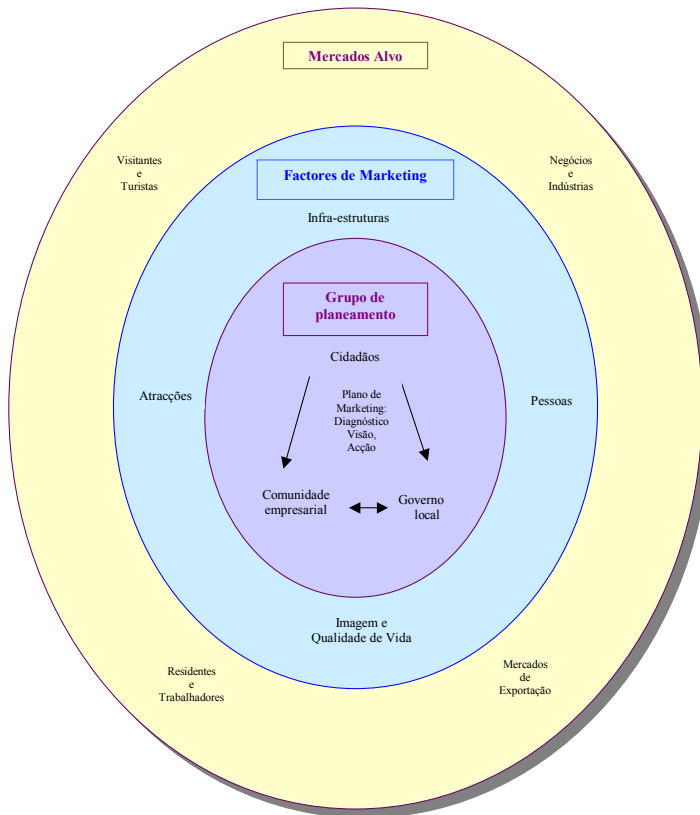 Mercados Alvo
Visitantes
e
Turistas
Negócios
e
Indústrias
Factores de Marketing
Infra-estruturas
Grupo de
planeamento
Cidadãos
Atracções
Plano de
Marketing:
Diagnóstico
Visão,
Acção
Pessoas
Comunidade
empresarial
Governo
local
Imagem e
Qualidade de Vida
Residentes
e
Trabalhadores
Mercados
de
Exportação